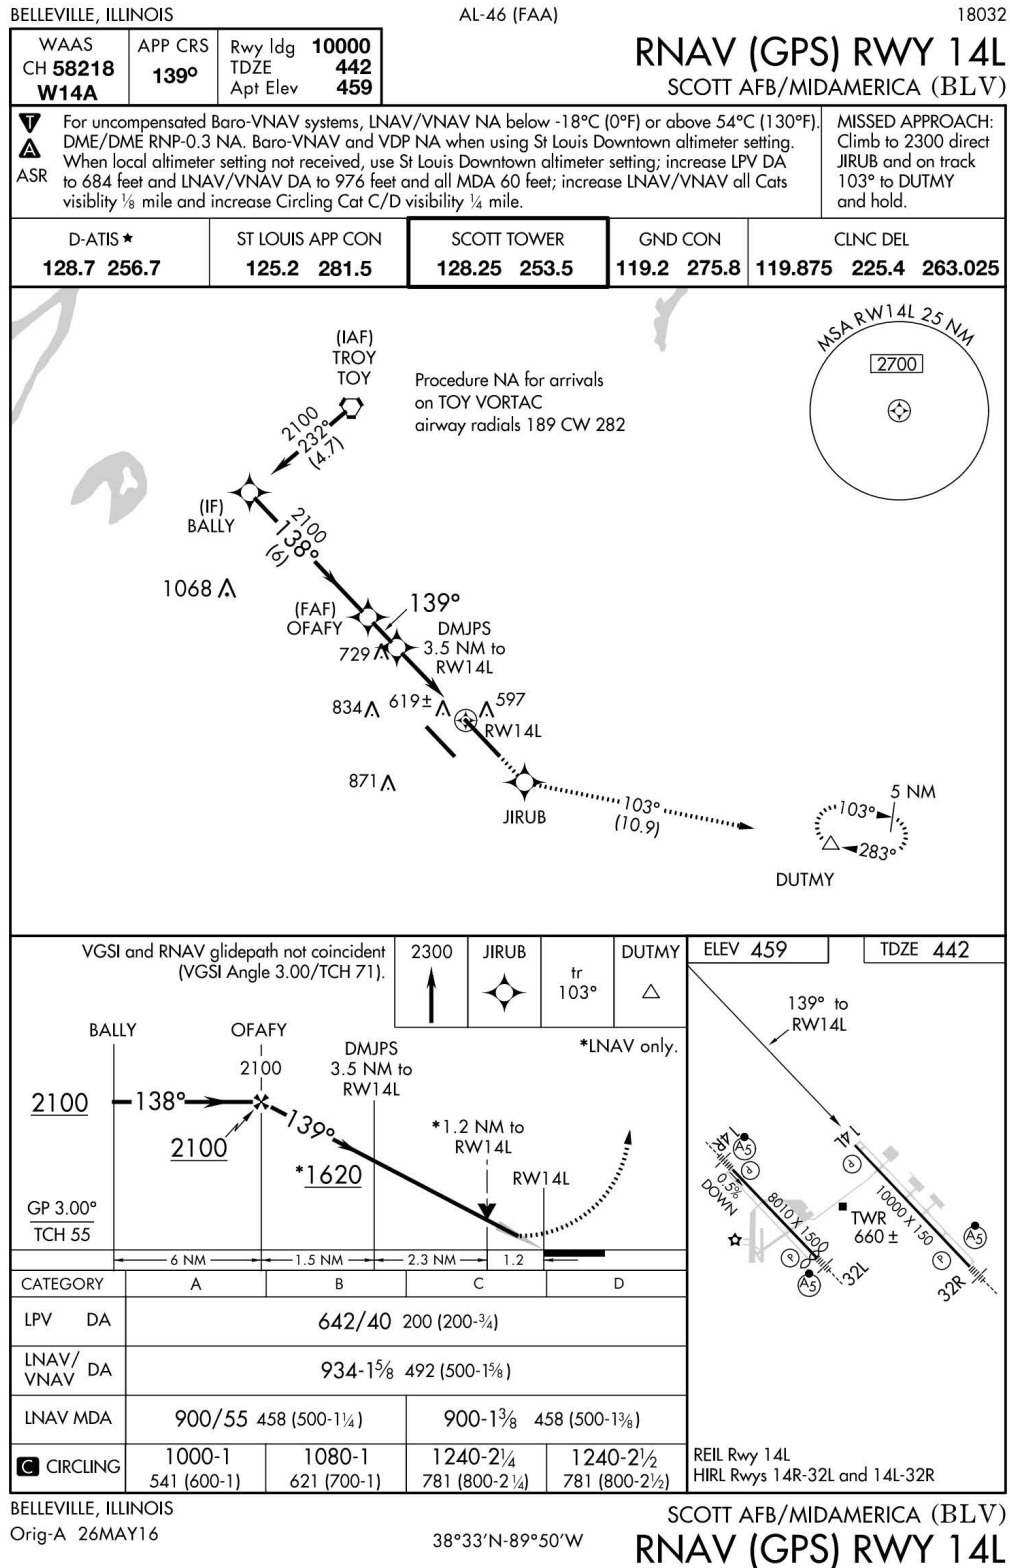 BELLEVILLE, ILLINOIS
AL-46 (FAA)
18032
WAAS
CH 58218
W14A
APP CRS
139°
Rwy ldg 10000
TDZE 442
Apt Elev 459
RNAV (GPS) RWY 14L
SCOTT AFB/MIDAMERICA (BLV)
T
A
ASR
For uncompensated Baro-VNAV systems, LNAV/VNAV NA below -18°C (0°F) or above 54°C (130°F).
DME/DME RNP-0.3 NA. Baro-VNAV and VDP NA when using St Louis Downtown altimeter setting.
When local altimeter setting not received, use St Louis Downtown altimeter setting; increase LPV DA
to 684 feet and LNAV/VNAV DA to 976 feet and all MDA 60 feet; increase LNAV/VNAV all Cats
visiblity ⅛ mile and increase Circling Cat C/D visibility ¼ mile.
MISSED APPROACH:
Climb to 2300 direct
JIRUB and on track
103° to DUTMY
and hold.
D-ATIS ★
128.7 256.7
ST LOUIS APP CON
125.2 281.5
SCOTT TOWER
128.25 253.5
GND CON
119.2 275.8
CLNC DEL
119.875 225.4 263.025
MSA RW14L 25 NM
2700
(IAF)
TROY
TOY
Procedure NA for arrivals
on TOY VORTAC
airway radials 189 CW 282
2100
232°
(4.7)
(IF)
BALLY
2100
138°
(6)
1068
(FAF)
OFAFY
139°
DMJPS
3.5 NM to
RW14L
729
834
619±
597
RW14L
871
JIRUB
103°
(10.9)
5 NM
103°
283°
DUTMY
VGSI and RNAV glidepath not coincident
(VGSI Angle 3.00/TCH 71).
2300
JIRUB
tr
103°
DUTMY
*LNAV only.
BALLY
OFAFY
2100
DMJPS
3.5 NM to
RW14L
2100
138°
2100
139°
*1620
*1.2 NM to
RW14L
RW14L
GP 3.00°
TCH 55
6 NM
1.5 NM
2.3 NM
1.2
ELEV 459
TDZE 442
139° to
RW14L
14R
A5
P
0.5%
DOWN
8010 X 150
14L
P
10000 X 150
TWR
660 ±
P
A5
32L
P
A5
32R
REIL Rwy 14L
HIRL Rwys 14R-32L and 14L-32R
CATEGORY A B C D
LPV DA 642/40 200 (200-¾)
LNAV/
VNAV DA 934-1⅝ 492 (500-1⅝)
LNAV MDA 900/55 458 (500-1¼) 900-1⅜ 458 (500-1⅜)
C CIRCLING
1000-1
541 (600-1)
1080-1
621 (700-1)
1240-2¼
781 (800-2¼)
1240-2½
781 (800-2½)
BELLEVILLE, ILLINOIS
Orig-A 26MAY16
38°33'N-89°50'W
SCOTT AFB/MIDAMERICA (BLV)
RNAV (GPS) RWY 14L